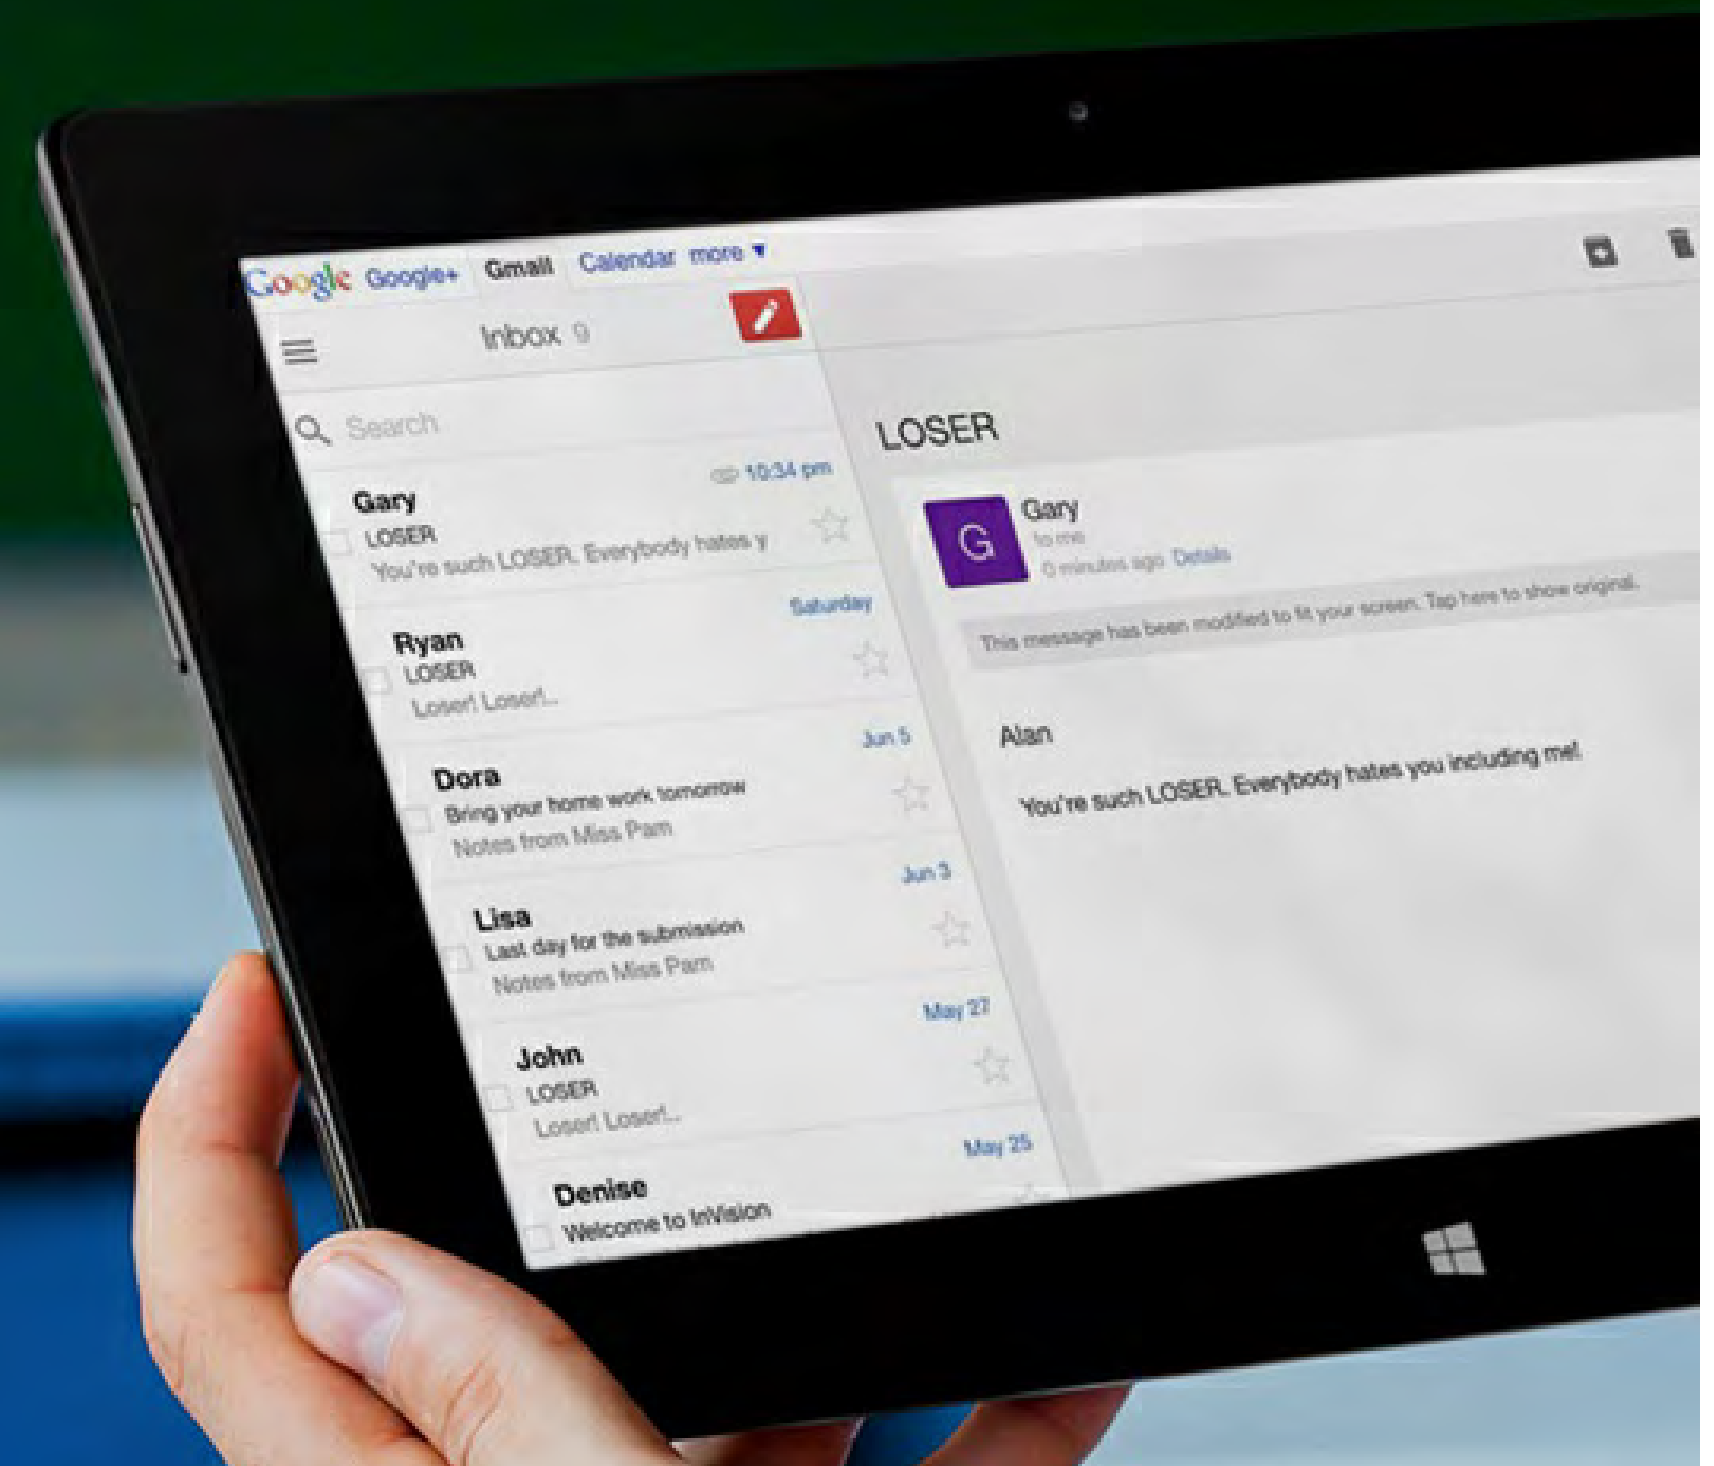 Google Google+ Gmail Calendar more ▼
Inbox 9
Search
10:34 pm
Gary
LOSER
You're such LOSER. Everybody hates y
Saturday
Ryan
LOSER
Loser! Loser!...
Jun 5
Dora
Bring your home work tomorrow
Notes from Miss Pam
Jun 3
Lisa
Last day for the submission
Notes from Miss Pam
May 27
John
LOSER
Loser! Loser!...
May 25
Denise
Welcome to InVision
LOSER
G
Gary
to me
0 minutes ago Details
This message has been modified to fit your screen. Tap here to show original.
Alan
You're such LOSER. Everybody hates you including me!